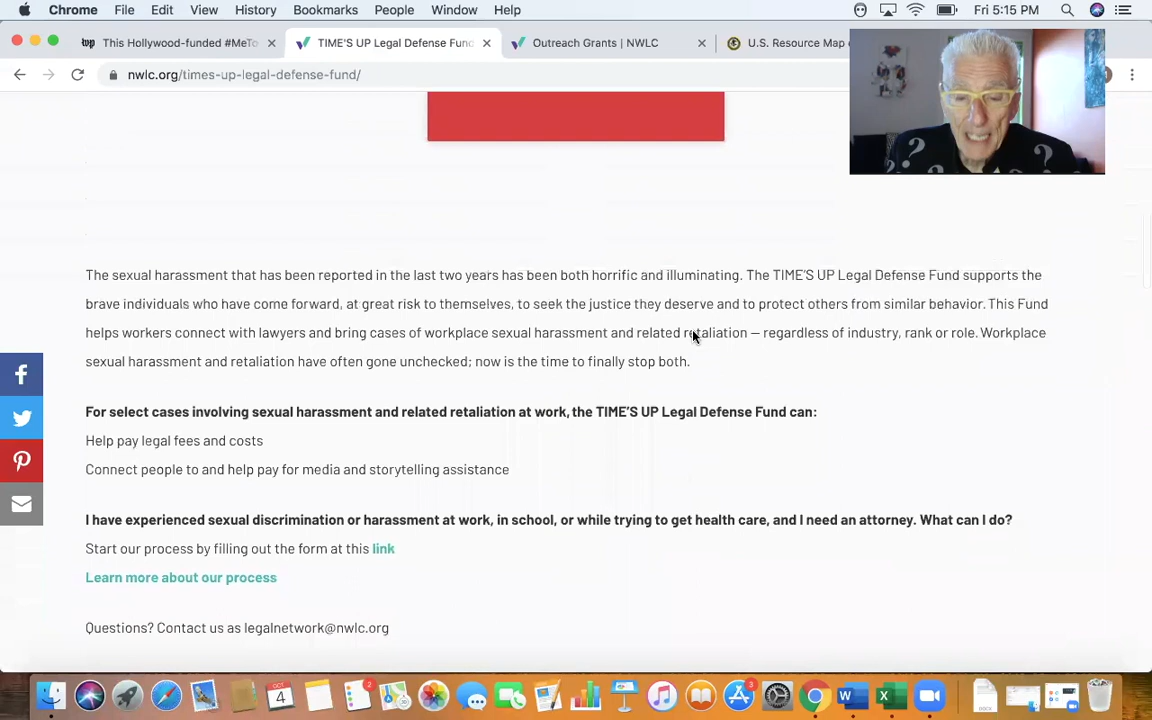 Chrome File Edit View History Bookmarks People Window Help Fri 5:15 PM
This Hollywood-funded #MeTo TIME'S UP Legal Defense Fund Outreach Grants | NWLC U.S. Resource Map
nwlc.org/times-up-legal-defense-fund/
? ?
The sexual harassment that has been reported in the last two years has been both horrific and illuminating. The TIME'S UP Legal Defense Fund supports the
brave individuals who have come forward, at great risk to themselves, to seek the justice they deserve and to protect others from similar behavior. This Fund
helps workers connect with lawyers and bring cases of workplace sexual harassment and related retaliation — regardless of industry, rank or role. Workplace
sexual harassment and retaliation have often gone unchecked; now is the time to finally stop both.
For select cases involving sexual harassment and related retaliation at work, the TIME'S UP Legal Defense Fund can:
Help pay legal fees and costs
Connect people to and help pay for media and storytelling assistance
I have experienced sexual discrimination or harassment at work, in school, or while trying to get health care, and I need an attorney. What can I do?
Start our process by filling out the form at this link
Learn more about our process
Questions? Contact us as legalnetwork@nwlc.org
2 3
OCT
4